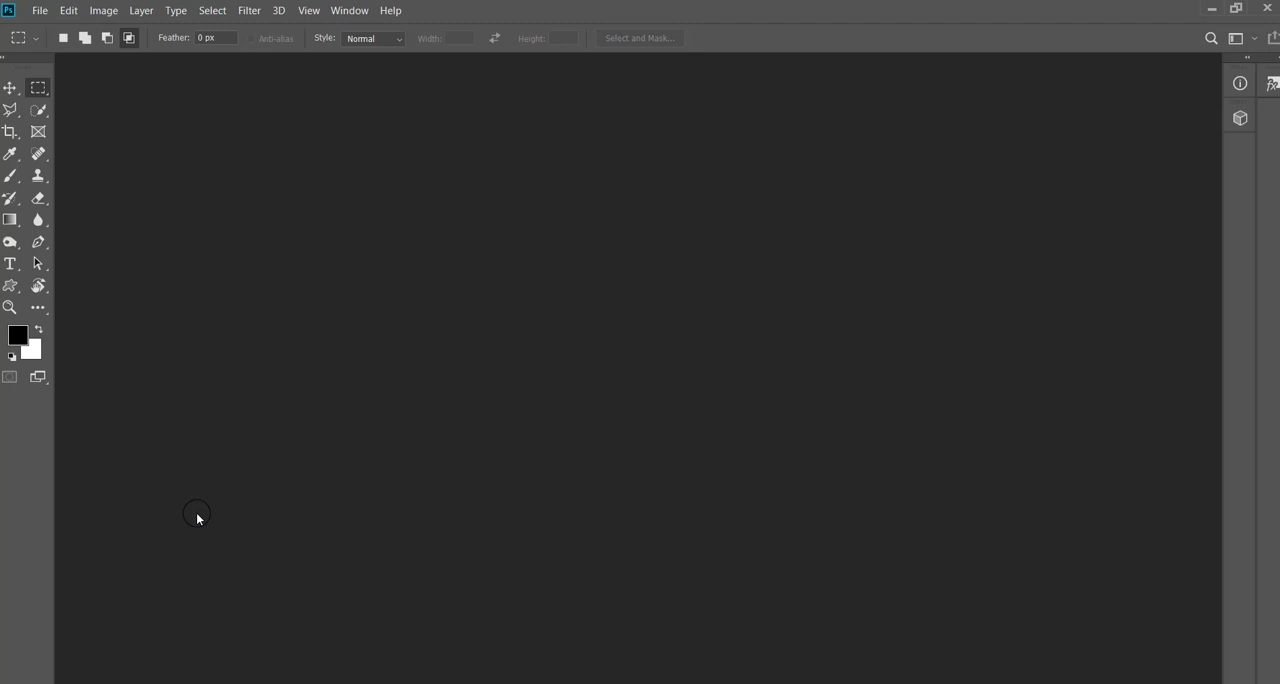 Ps File Edit Image Layer Type Select Filter 3D View Window Help
Feather: 0 px Anti-alias Style: Normal Width: Height: Select and Mask...
fx
T